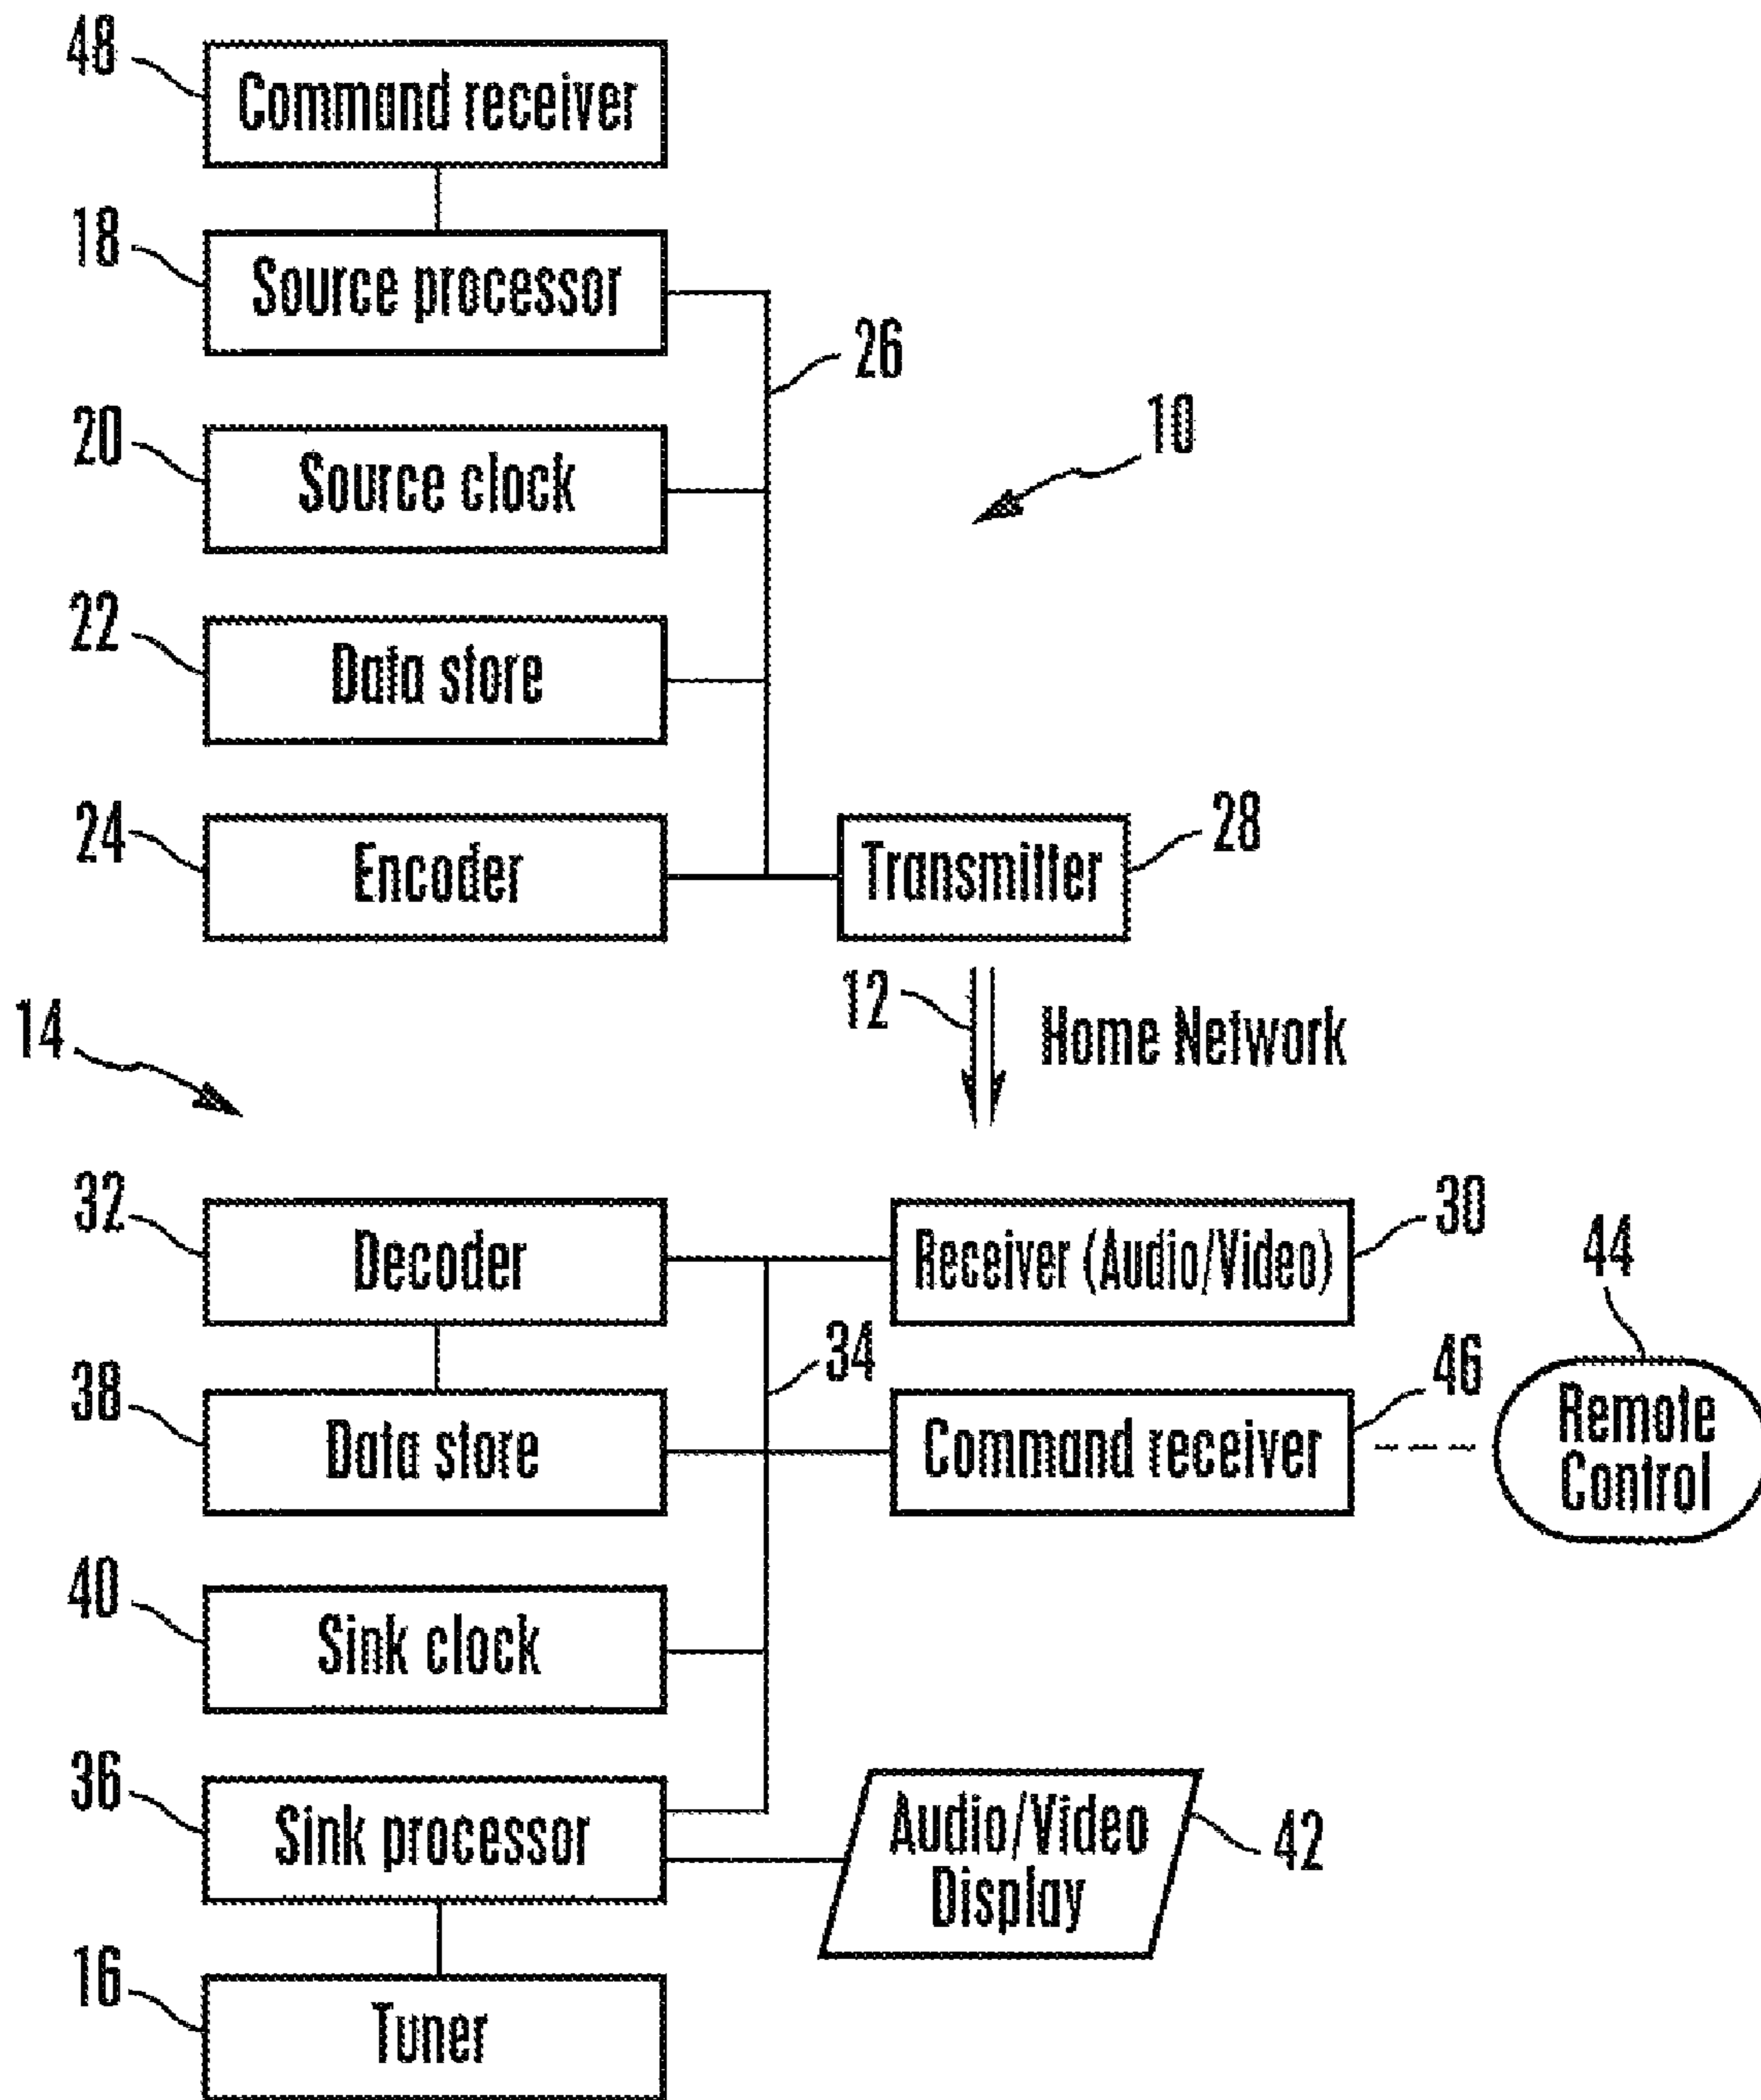 48
Command receiver
18
Source processor
26
10
20
Source clock
22
Data store
24
Encoder
Transmitter
28
12
Home Network
14
32
Decoder
Receiver (Audio/Video)
30
44
34
38
Data store
Command receiver
46
Remote
Control
40
Sink clock
36
Sink processor
Audio/Video
Display
42
16
Tuner